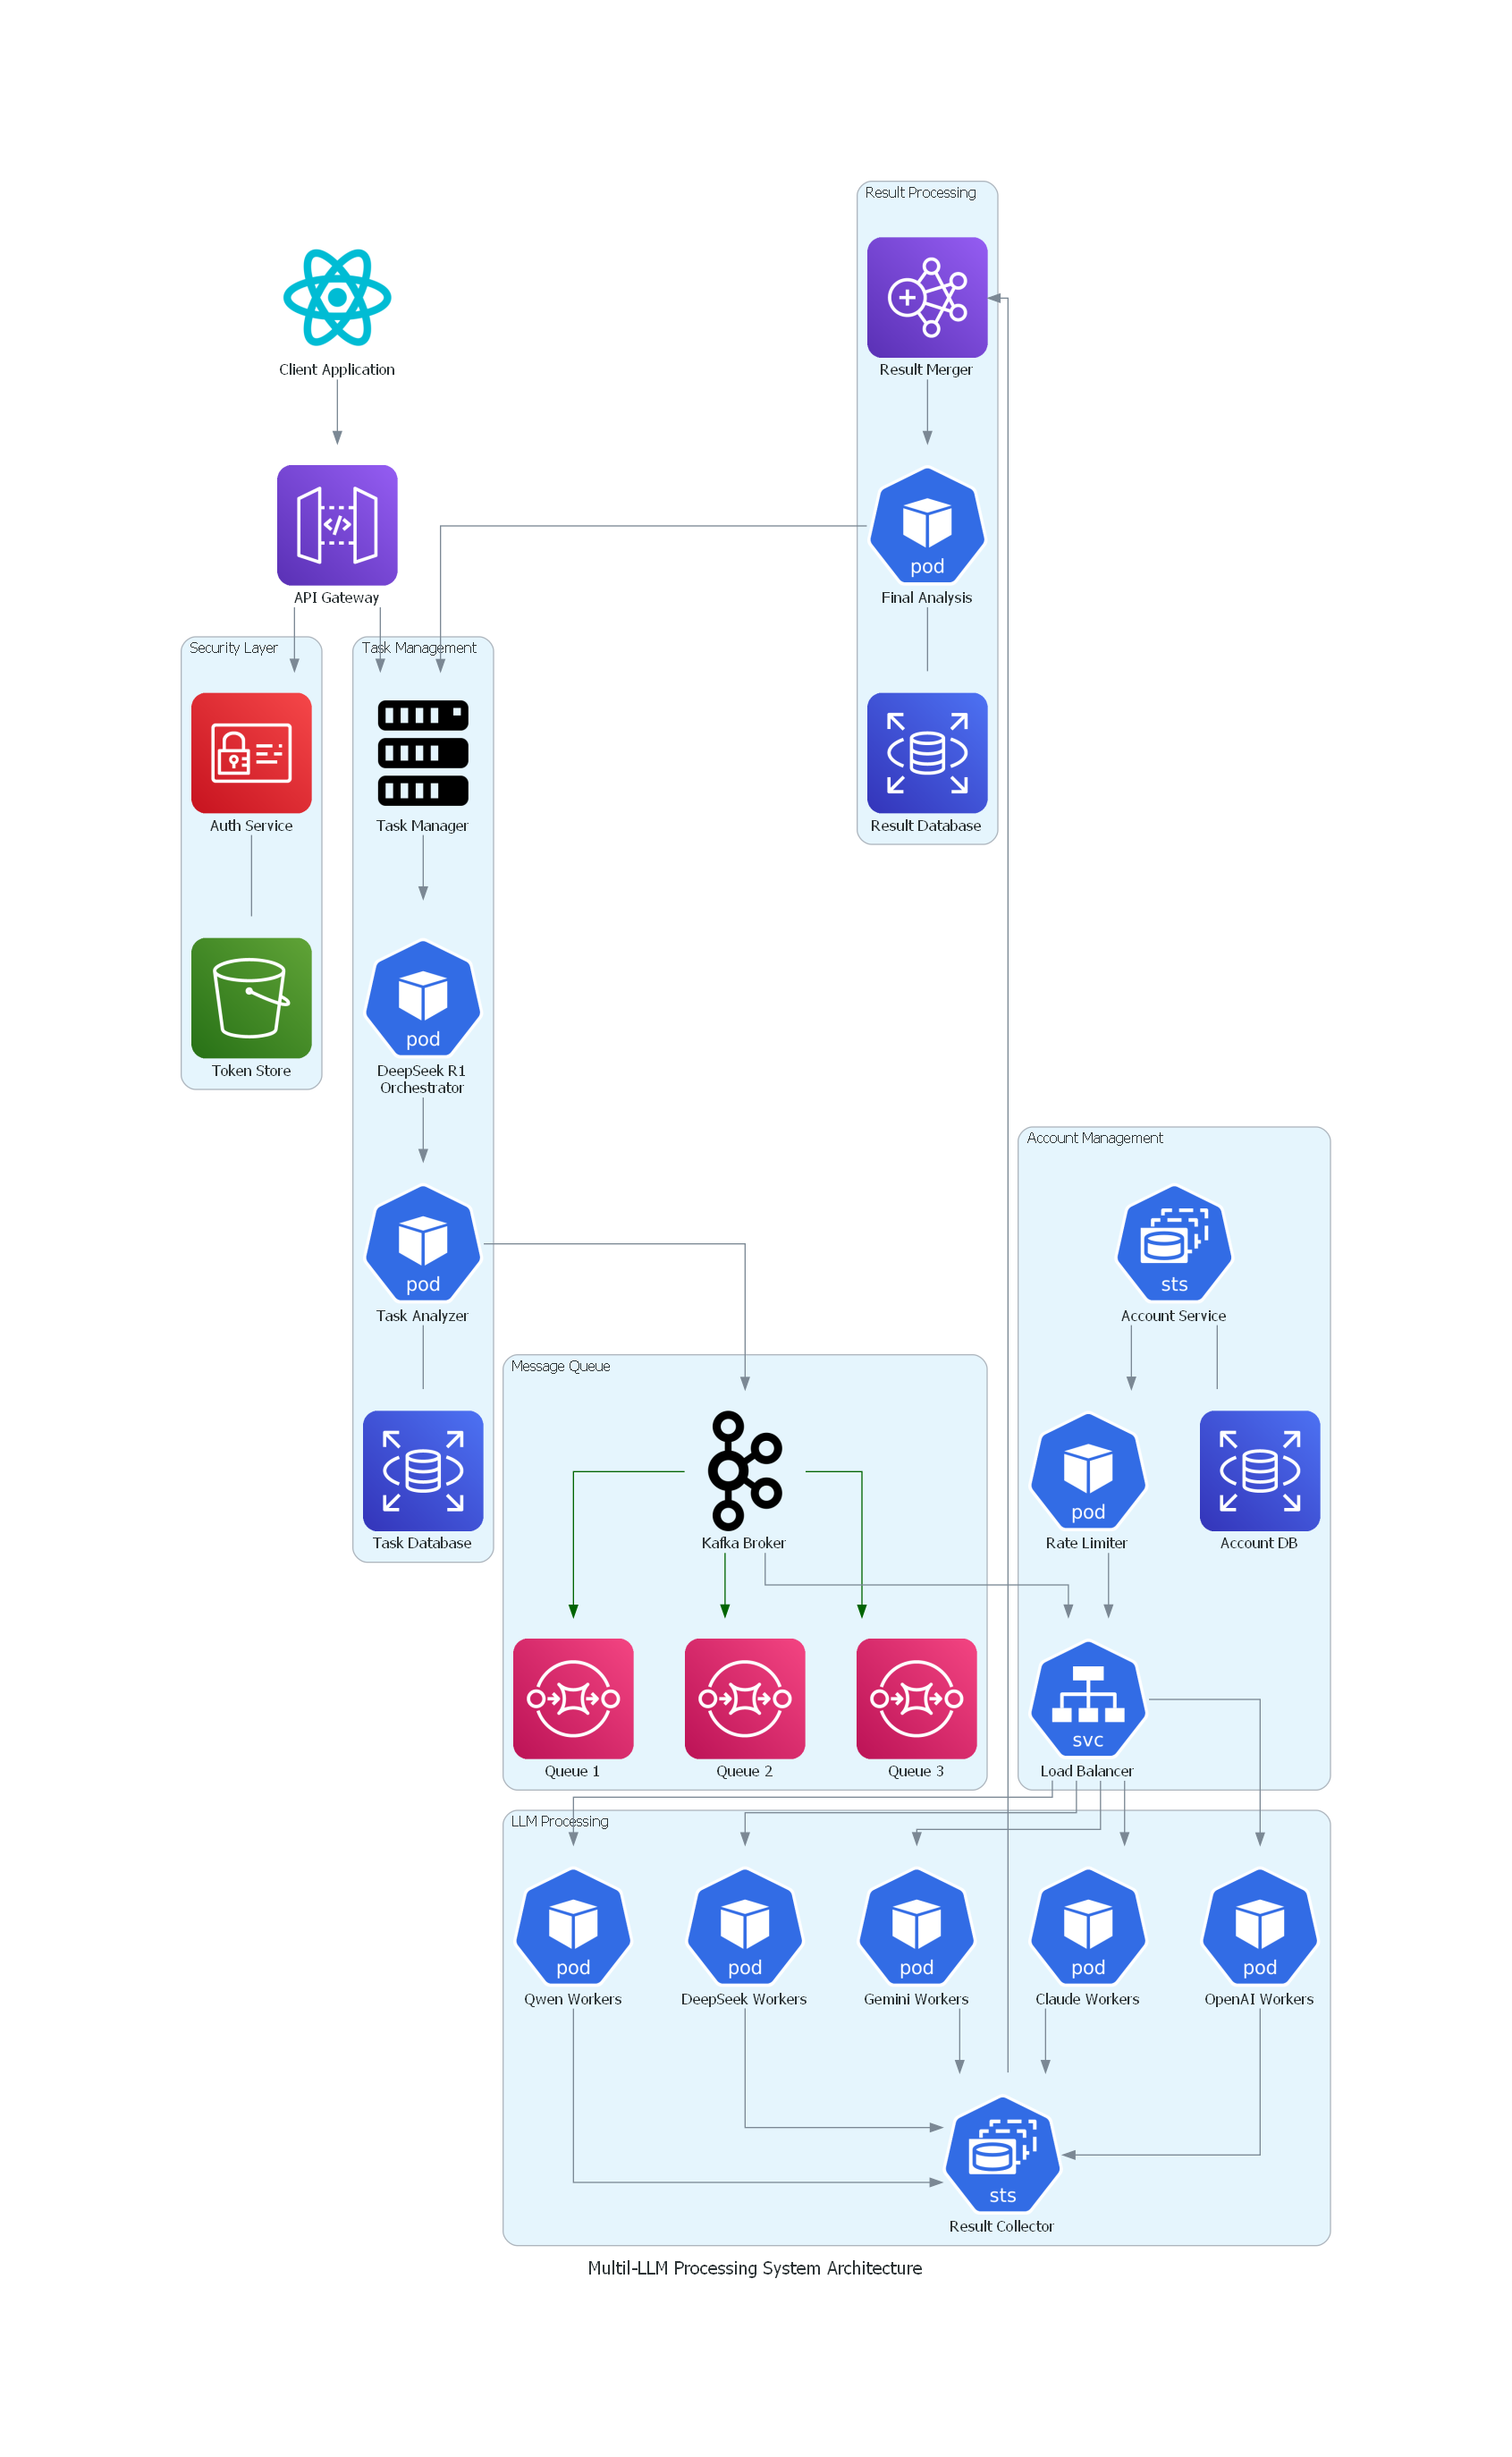 Result Processing
Client Application
Result Merger
API Gateway
pod
Final Analysis
Security Layer
Task Management
Auth Service
Task Manager
Result Database
pod
Token Store
DeepSeek R1
Orchestrator
Account Management
pod
Task Analyzer
sts
Account Service
Message Queue
Task Database
Kafka Broker
pod
Rate Limiter
Account DB
Queue 1
Queue 2
Queue 3
svc
Load Balancer
LLM Processing
pod
Qwen Workers
pod
DeepSeek Workers
pod
Gemini Workers
pod
Claude Workers
pod
OpenAI Workers
sts
Result Collector
Multil-LLM Processing System Architecture